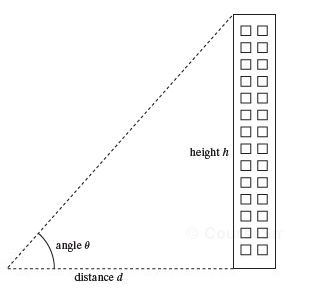 height h
angle θ
distance d